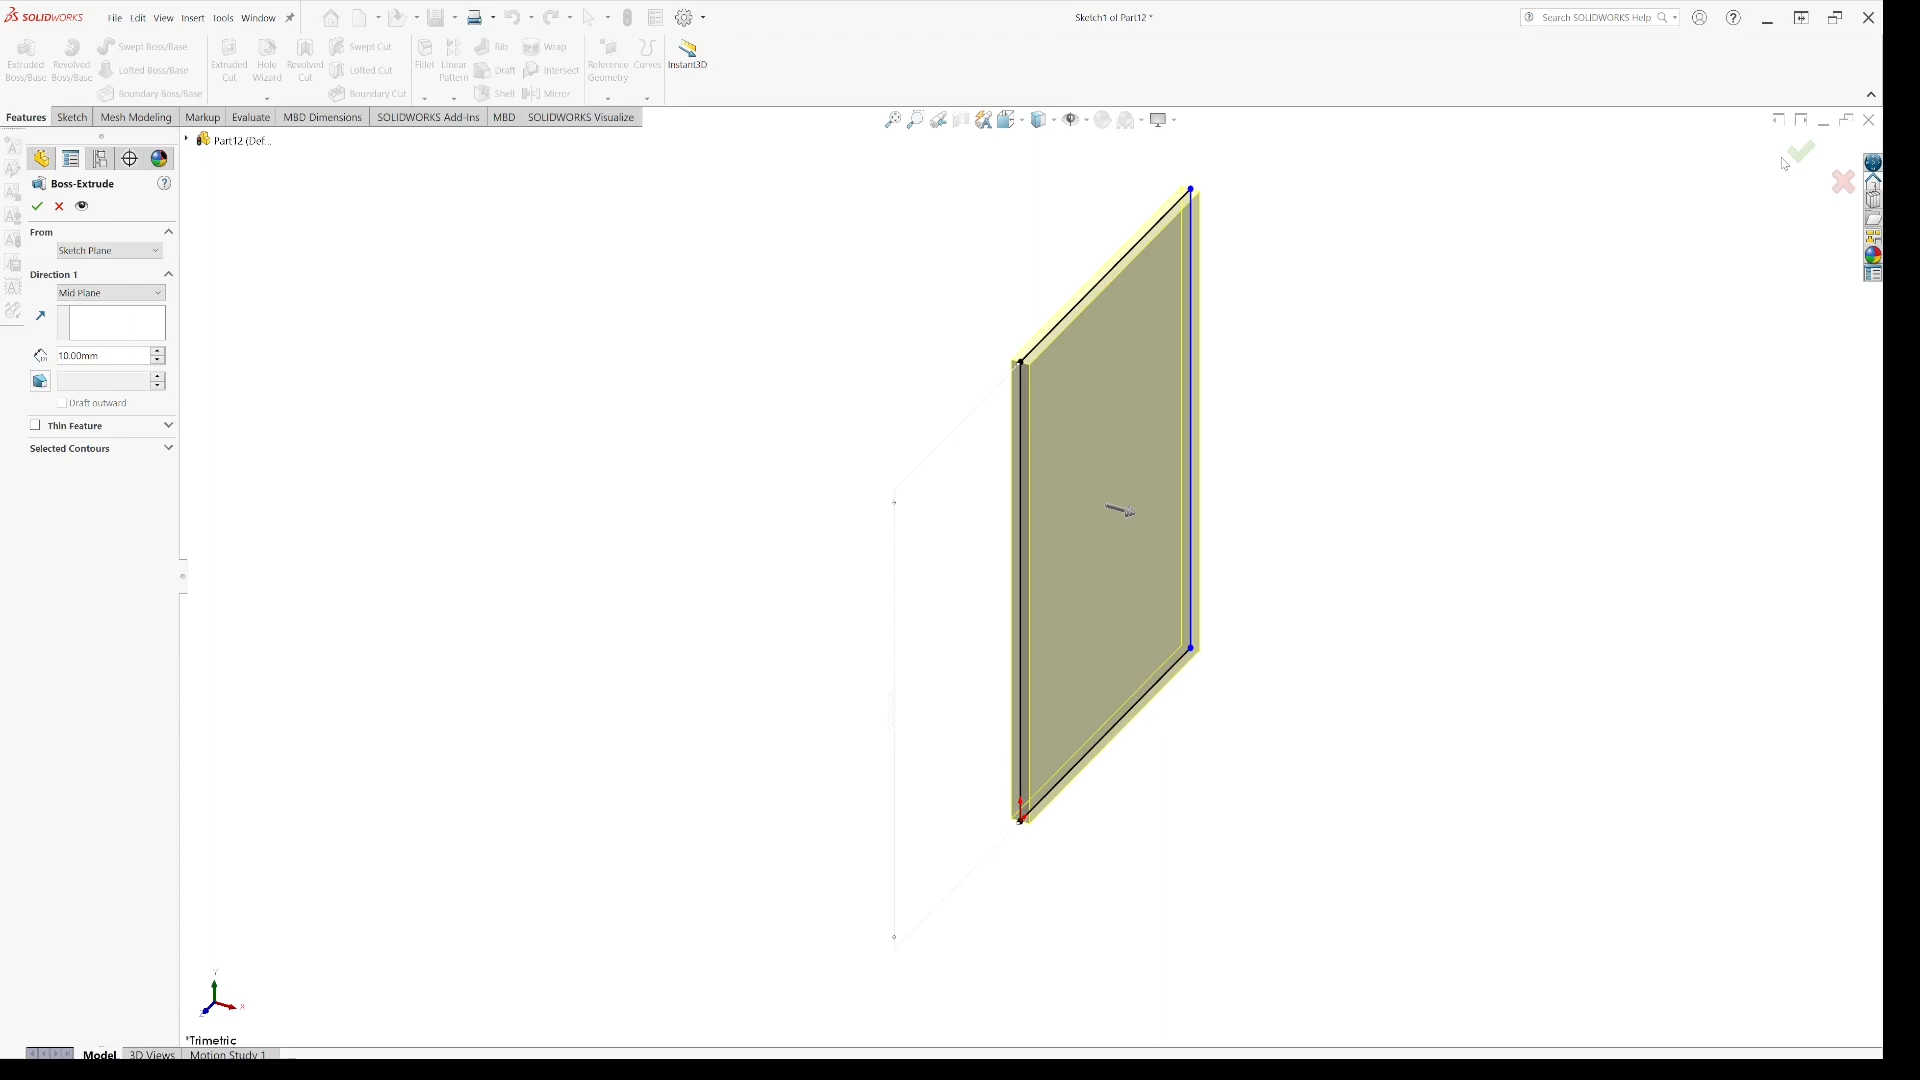 SOLIDWORKS File Edit View Insert Tools Window
Sketch1 of Part12 *
Search SOLIDWORKS Help
Extruded Boss/Base
Revolved Boss/Base
Swept Boss/Base
Lofted Boss/Base
Boundary Boss/Base
Extruded Cut
Hole Wizard
Revolved Cut
Swept Cut
Lofted Cut
Boundary Cut
Fillet
Linear Pattern
Rib
Draft
Shell
Wrap
Intersect
Mirror
Reference Geometry
Curves
Instant3D
Features Sketch Mesh Modeling Markup Evaluate MBD Dimensions SOLIDWORKS Add-Ins MBD SOLIDWORKS Visualize
Part12 (Def...
Boss-Extrude
From
Sketch Plane
Direction 1
Mid Plane
10.00mm
Draft outward
Thin Feature
Selected Contours
Y
X
Z
*Trimetric
Model 3D Views Motion Study 1